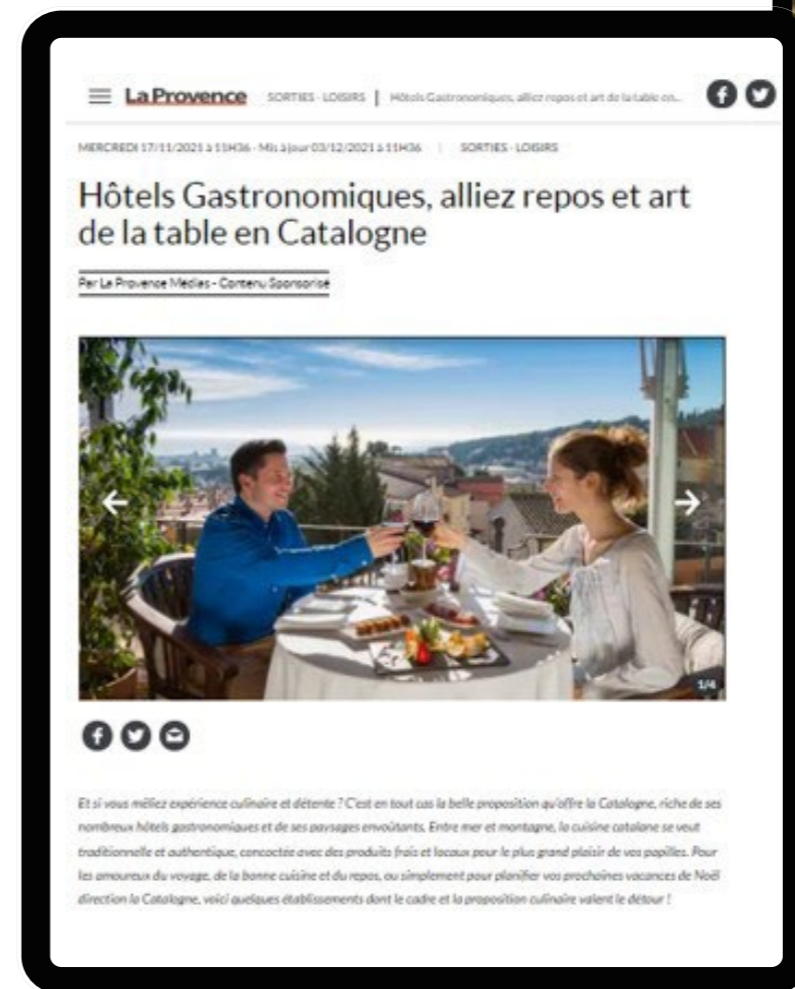 La Provence SORTIES - LOISIRS | Hôtels Gastronomiques, alliez repos et art de la table en...
MERCREDI 17/11/2021 à 11H36 - Mis à jour 03/12/2021 à 11H36 | SORTIES - LOISIRS
Hôtels Gastronomiques, alliez repos et art
de la table en Catalogne
Par La Provence Medias - Contenu Sponsorisé
1/4
Et si vous mêliez expérience culinaire et détente ? C'est en tout cas la belle proposition qu'offre la Catalogne, riche de ses
nombreux hôtels gastronomiques et de ses paysages envoûtants. Entre mer et montagne, la cuisine catalane se veut
traditionnelle et authentique, concoctée avec des produits frais et locaux pour le plus grand plaisir de vos papilles. Pour
les amoureux du voyage, de la bonne cuisine et du repos, ou simplement pour planifier vos prochaines vacances de Noël
direction la Catalogne, voici quelques établissements dont le cadre et la proposition culinaire valent le détour !